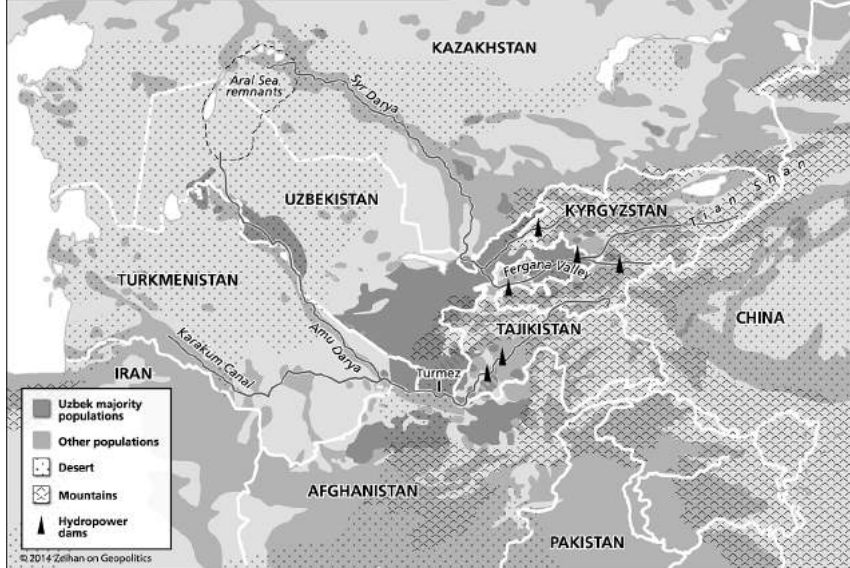 KAZAKHSTAN
Aral Sea
remnants
Syr Darya
UZBEKISTAN
KYRGYZSTAN
Tian Shan
Fergana Valley
TURKMENISTAN
TAJIKISTAN
CHINA
Amu Darya
Karakum Canal
IRAN
Turmez
AFGHANISTAN
PAKISTAN
Uzbek majority
populations
Other populations
Desert
Mountains
Hydropower
dams
© 2014 Zeihan on Geopolitics